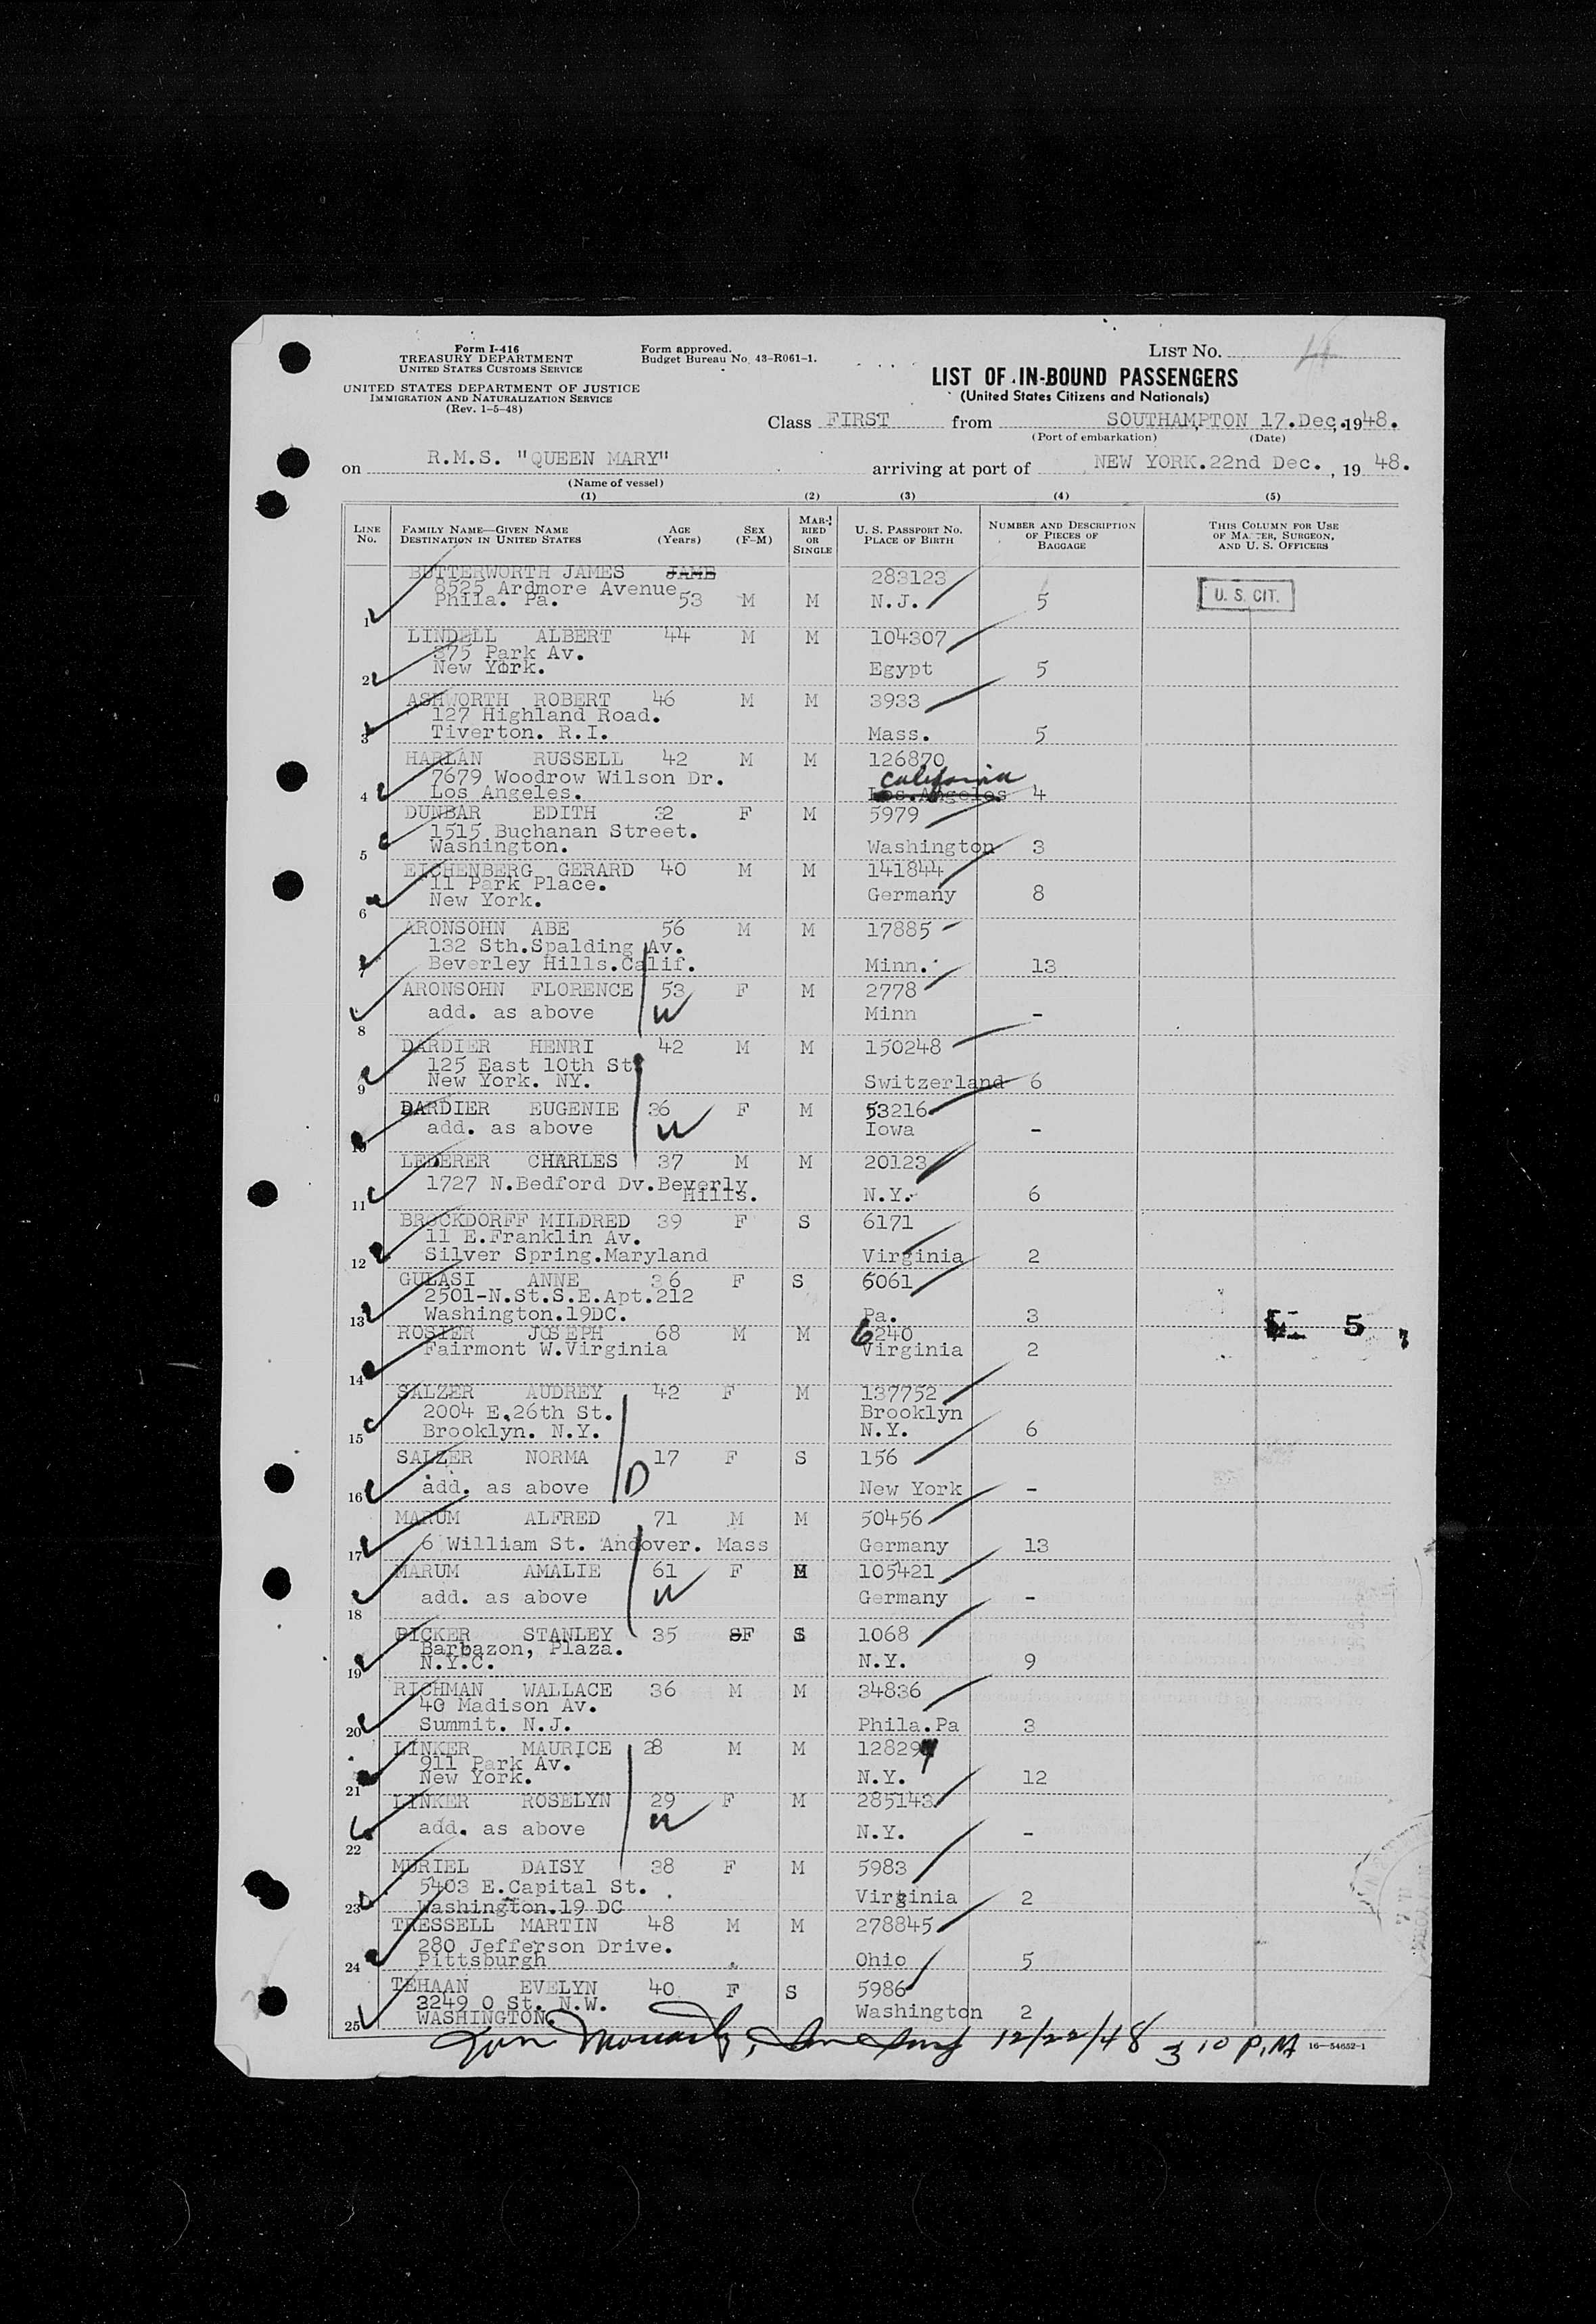 Form I-416
TREASURY DEPARTMENT
UNITED STATES CUSTOMS SERVICE
UNITED STATES DEPARTMENT OF JUSTICE
IMMIGRATION AND NATURALIZATION SERVICE
(Rev. 1-5-48)
Form approved.
Budget Bureau No. 43-R061-1.
LIST NO. 4
LIST OF IN-BOUND PASSENGERS
(United States Citizens and Nationals)
Class FIRST from SOUTHAMPTON 17.Dec., 1948.
(Port of embarkation) (Date)
on R.M.S. "QUEEN MARY" arriving at port of NEW YORK.22nd Dec., 1948.
(Name of vessel)
(1) (2) (3) (4) (5)
LINE NO. FAMILY NAME—GIVEN NAME DESTINATION IN UNITED STATES AGE (Years) SEX (F-M) MARRIED OR SINGLE U. S. PASSPORT NO. PLACE OF BIRTH NUMBER AND DESCRIPTION OF PIECES OF BAGGAGE THIS COLUMN FOR USE OF MASTER, SURGEON, AND U. S. OFFICERS
BUTTERWORTH JAMES JAME 283123
8525 Ardmore Avenue
1 Phila. Pa. 53 M M N.J. 5 U. S. CIT.
LINDELL ALBERT 44 M M 104307
375 Park Av.
2 New York. Egypt 5
ASHWORTH ROBERT 46 M M 3933
127 Highland Road.
3 Tiverton. R.I. Mass. 5
HARLAN RUSSELL 42 M M 126870
7679 Woodrow Wilson Dr. California
4 Los Angeles. Los.Angeles 4
DUNBAR EDITH 32 F M 5979
1515 Buchanan Street.
5 Washington. Washington 3
EICHENBERG GERARD 40 M M 141844
11 Park Place.
6 New York. Germany 8
ARONSOHN ABE 56 M M 17885
132 Sth.Spalding Av.
7 Beverley Hills.Calif. Minn. 13
ARONSOHN FLORENCE 53 F M 2778
8 add. as above W Minn -
DARDIER HENRI 42 M M 150248
125 East 10th St.
9 New York. NY. Switzerland 6
DARDIER EUGENIE 36 F M 53216
10 add. as above W Iowa -
LEDERER CHARLES 37 M M 20123
11 1727 N.Bedford Dv.Beverly Hills. N.Y. 6
BROCKDORFF MILDRED 39 F S 6171
11 E.Franklin Av.
12 Silver Spring.Maryland Virginia 2
GULASI ANNE 36 F S 6061
2501-N.St.S.E.Apt.212
13 Washington.19DC. Pa. 3
ROSIER JOSEPH 68 M M 6240 5
14 Fairmont W.Virginia Virginia 2
SALZER AUDREY 42 F M 137752
2004 E.26th St. Brooklyn
15 Brooklyn. N.Y. N.Y. 6
SALZER NORMA 17 F S 156
16 add. as above D New York -
MARUM ALFRED 71 M M 50456
17 6 William St. Andover. Mass Germany 13
MARUM AMALIE 61 F M 105421
18 add. as above W Germany -
PICKER STANLEY 35 SF S 1068
Barbazon, Plaza.
19 N.Y.C. N.Y. 9
RICHMAN WALLACE 36 M M 34836
40 Madison Av.
20 Summit. N.J. Phila.Pa 3
LINKER MAURICE 28 M M 12829
911 Park Av.
21 New York. N.Y. 12
LINKER ROSELYN 29 F M 285143
22 add. as above W N.Y. -
MURIEL DAISY 38 F M 5983
5403 E.Capital St.
23 Washington.19 DC Virginia 2
TRESSELL MARTIN 48 M M 278845
280 Jefferson Drive.
24 Pittsburgh Ohio 5
TEHAAN EVELYN 40 F S 5986
3249 O St. N.W.
25 WASHINGTON. Washington 2
12/22/48 3 10 P.M 16—54652-1